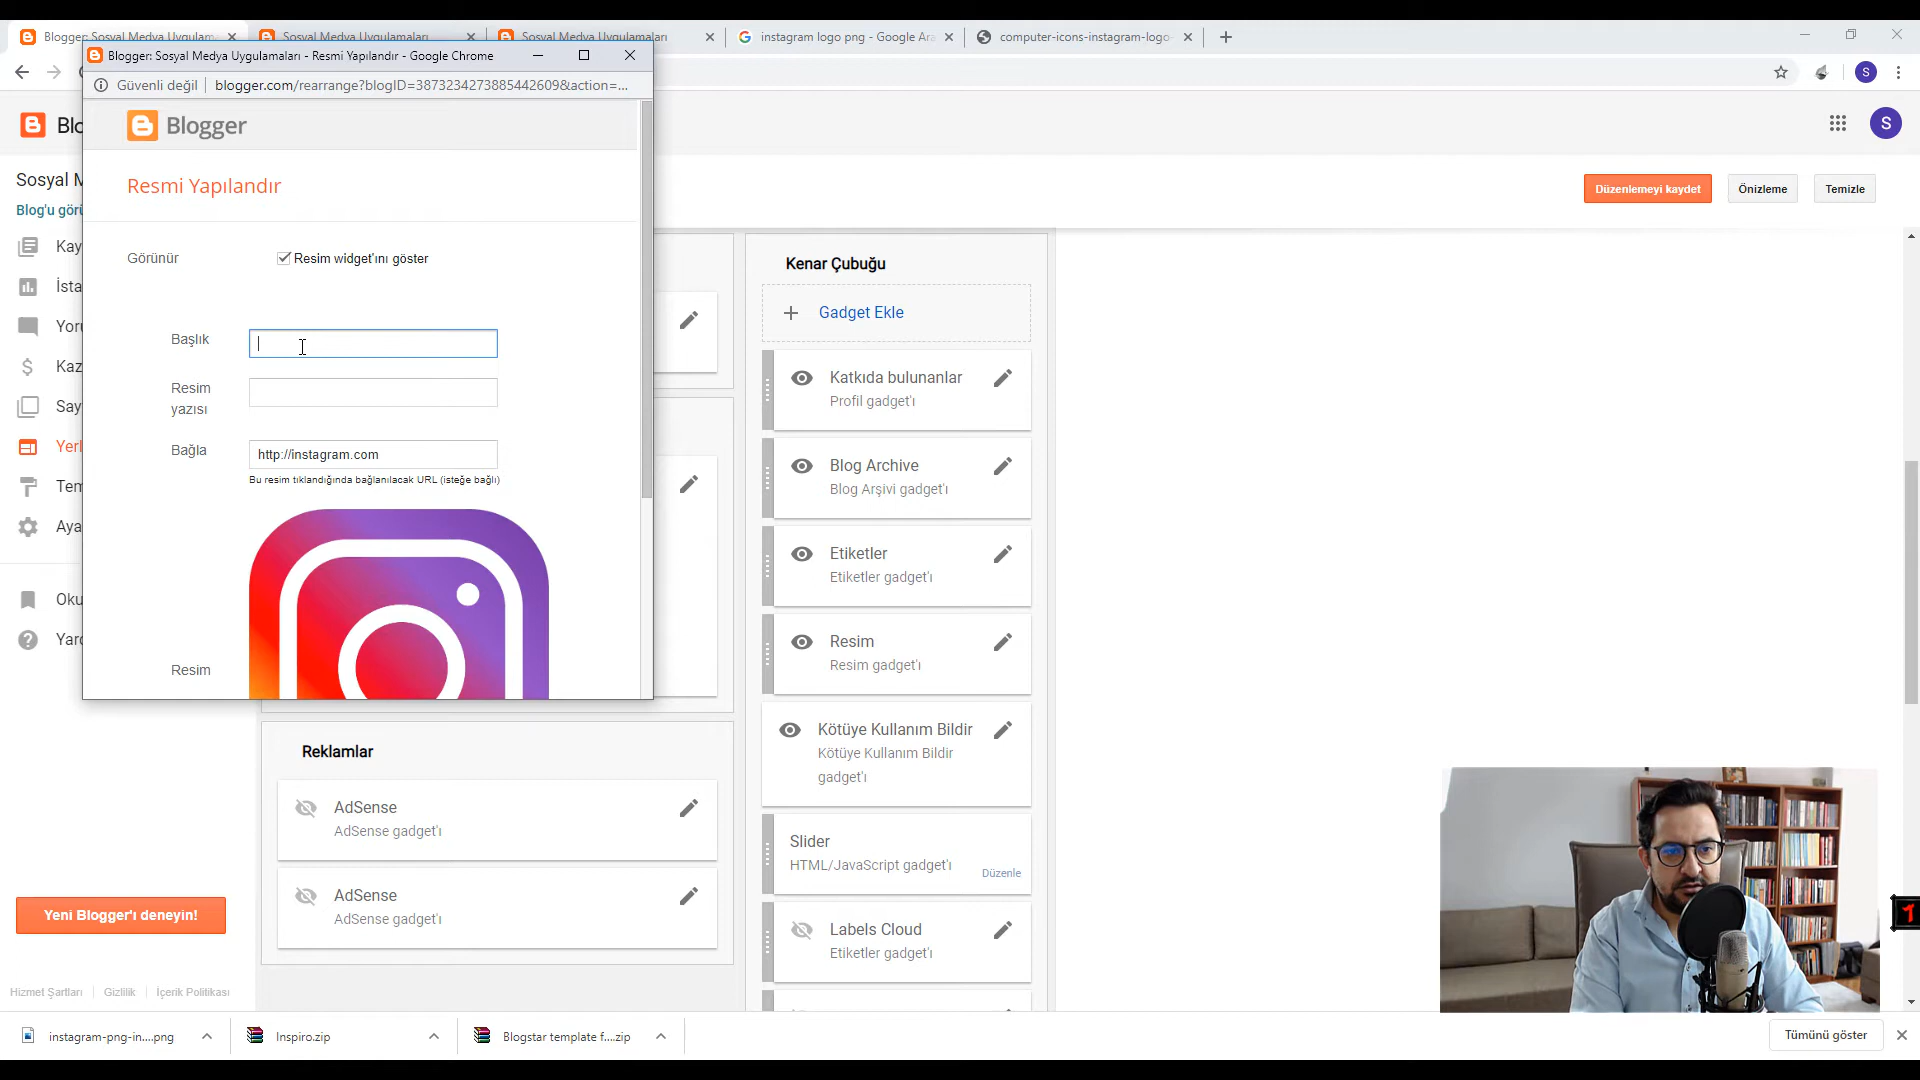 Blogger: Sosyal Medya Uygulam
Sosyal Medya Uygulamaları
Sosyal Medya Uygulamaları
instagram logo png - Google Ara
computer-icons-instagram-logo-
Blogger: Sosyal Medya Uygulamaları - Resmi Yapılandır - Google Chrome
Güvenli değil
blogger.com/rearrange?blogID=3873234273885442609&action=...
S
Blogger
Blo
S
Resmi Yapılandır
Sosyal M
Blog'u görü
Düzenlemeyi kaydet
Önizleme
Temizle
Kay
İsta
Yoru
Kaz
Say
Yerl
Tem
Aya
Oku
Yarc
Görünür
Resim widget'ını göster
Başlık
Resim
yazısı
Bağla
http://instagram.com
Bu resim tıklandığında bağlanılacak URL (isteğe bağlı)
Resim
Kenar Çubuğu
Gadget Ekle
Katkıda bulunanlar
Profil gadget'ı
Blog Archive
Blog Arşivi gadget'ı
Etiketler
Etiketler gadget'ı
Resim
Resim gadget'ı
Kötüye Kullanım Bildir
Kötüye Kullanım Bildir
gadget'ı
Slider
HTML/JavaScript gadget'ı
Düzenle
Labels Cloud
Etiketler gadget'ı
Reklamlar
AdSense
AdSense gadget'ı
AdSense
AdSense gadget'ı
Yeni Blogger'ı deneyin!
Hizmet Şartları
Gizlilik
İçerik Politikası
instagram-png-in....png
Inspiro.zip
Blogstar template f....zip
Tümünü göster